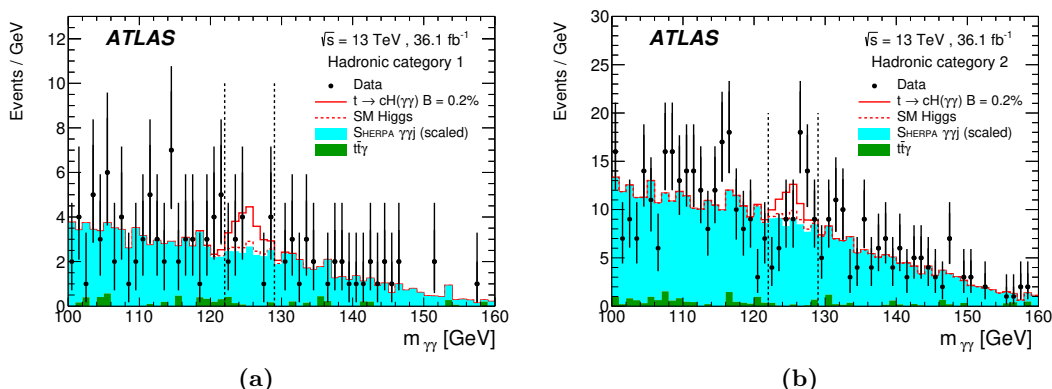 ATLAS
√s = 13 TeV , 36.1 fb⁻¹
Hadronic category 1
Data
t → cH(γγ) B = 0.2%
SM Higgs
SHERPA γγj (scaled)
tt̄γ
Events / GeV
12
10
8
6
4
2
0
100 110 120 130 140 150 160
m_γγ [GeV]
(a)
ATLAS
√s = 13 TeV , 36.1 fb⁻¹
Hadronic category 2
Data
t → cH(γγ) B = 0.2%
SM Higgs
SHERPA γγj (scaled)
tt̄γ
Events / GeV
30
25
20
15
10
5
0
100 110 120 130 140 150 160
m_γγ [GeV]
(b)